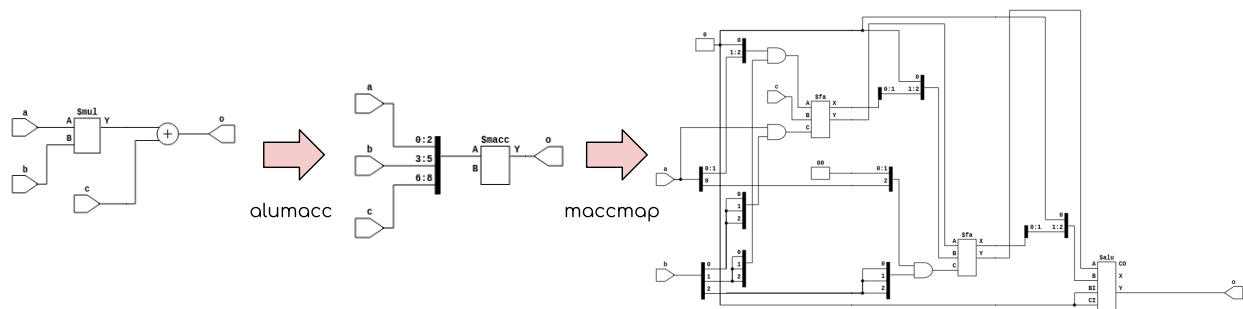 a
A $mul Y
B
b
c
o
alumacc
a
b
c
0:2
3:5
6:8
A $macc Y
B
o
maccmap
0 0
1:2
c
a
0:1
0
b
0
1
2
0
1
2
0
1
2
A $fa X
B Y
C
0:1 1:2
0
00 0:1
2
0
1
2
A $fa X
B Y
C
0:1 1:2
0
A $alu CO
B X
BI Y
CI
o